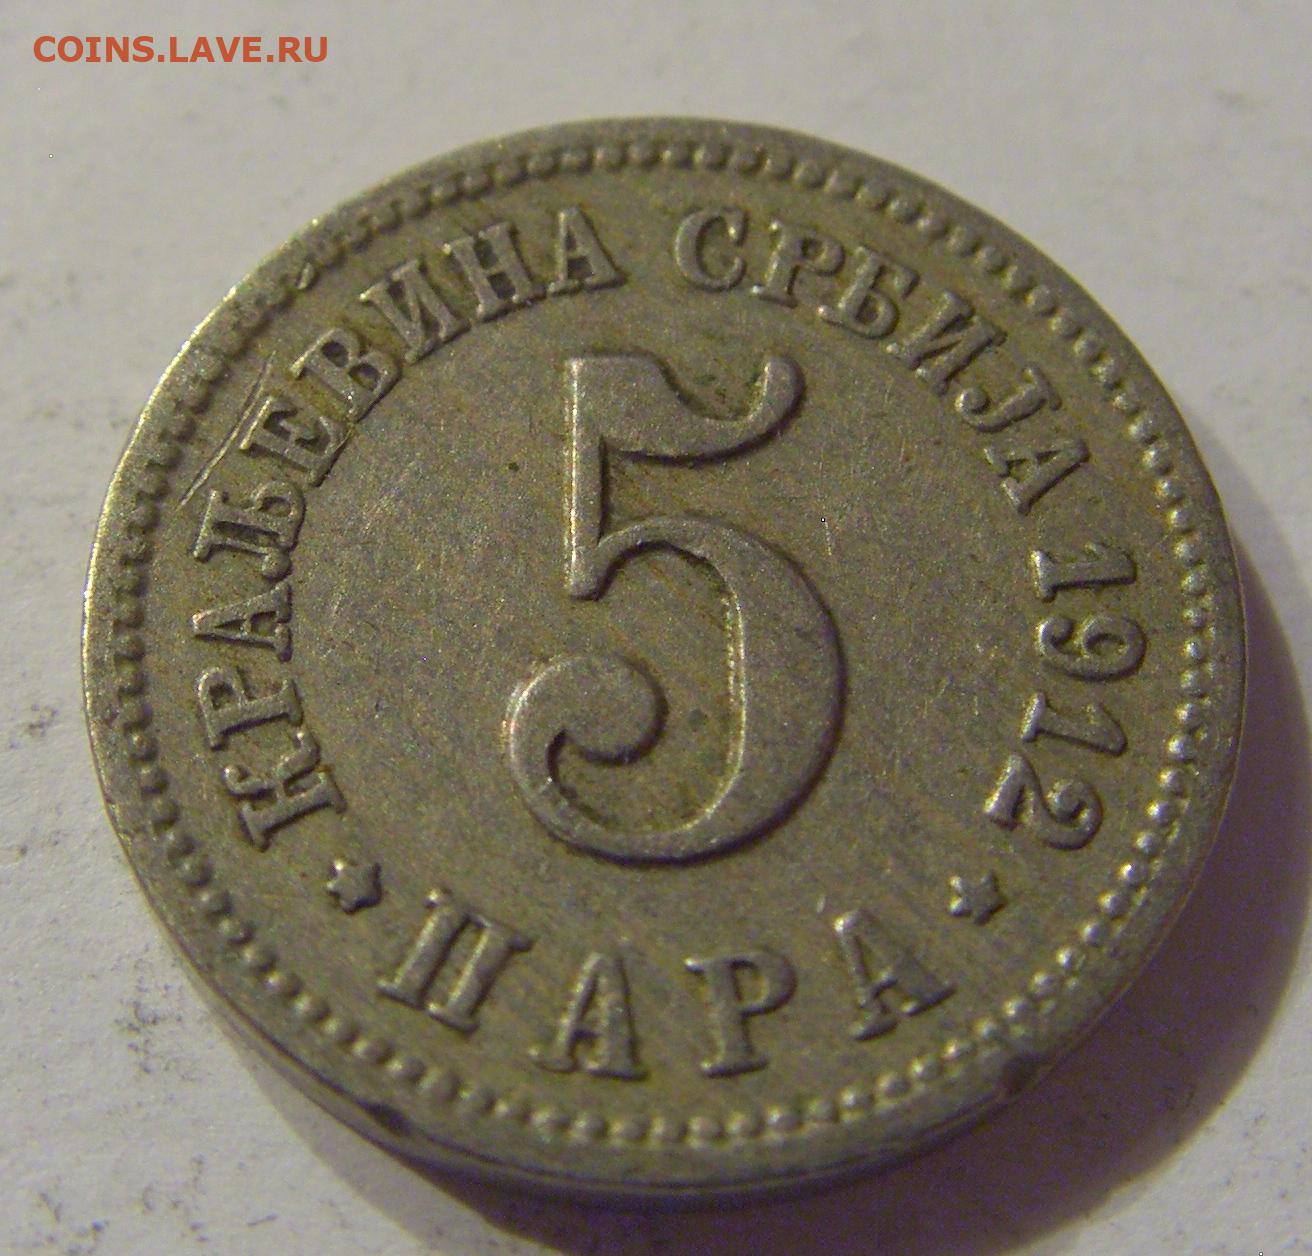 COINS.LAVE.RU
КРАЉЕВИНА СРБИЈА 1912
5
ПАРА